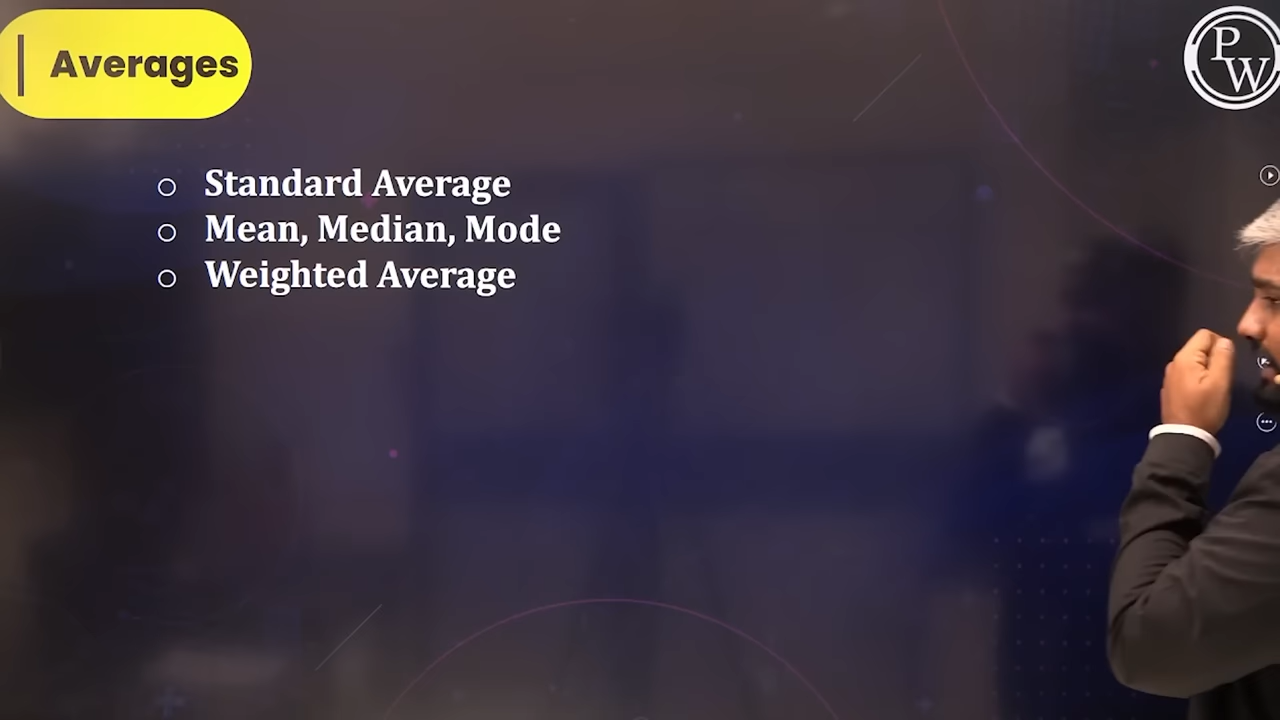 Averages
PW
Standard Average
Mean, Median, Mode
Weighted Average